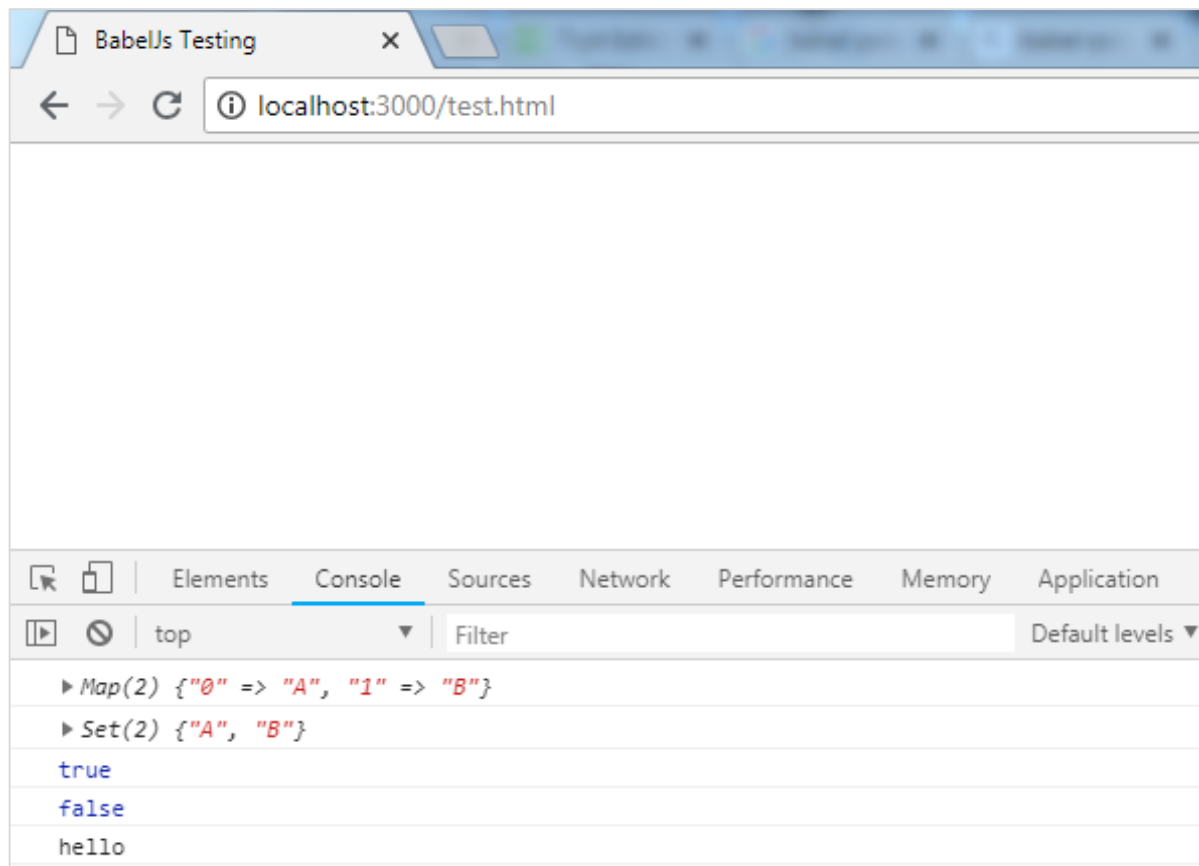 BabelJs Testing
localhost:3000/test.html
Elements Console Sources Network Performance Memory Application
top Filter Default levels
Map(2) {"0" => "A", "1" => "B"}
Set(2) {"A", "B"}
true
false
hello